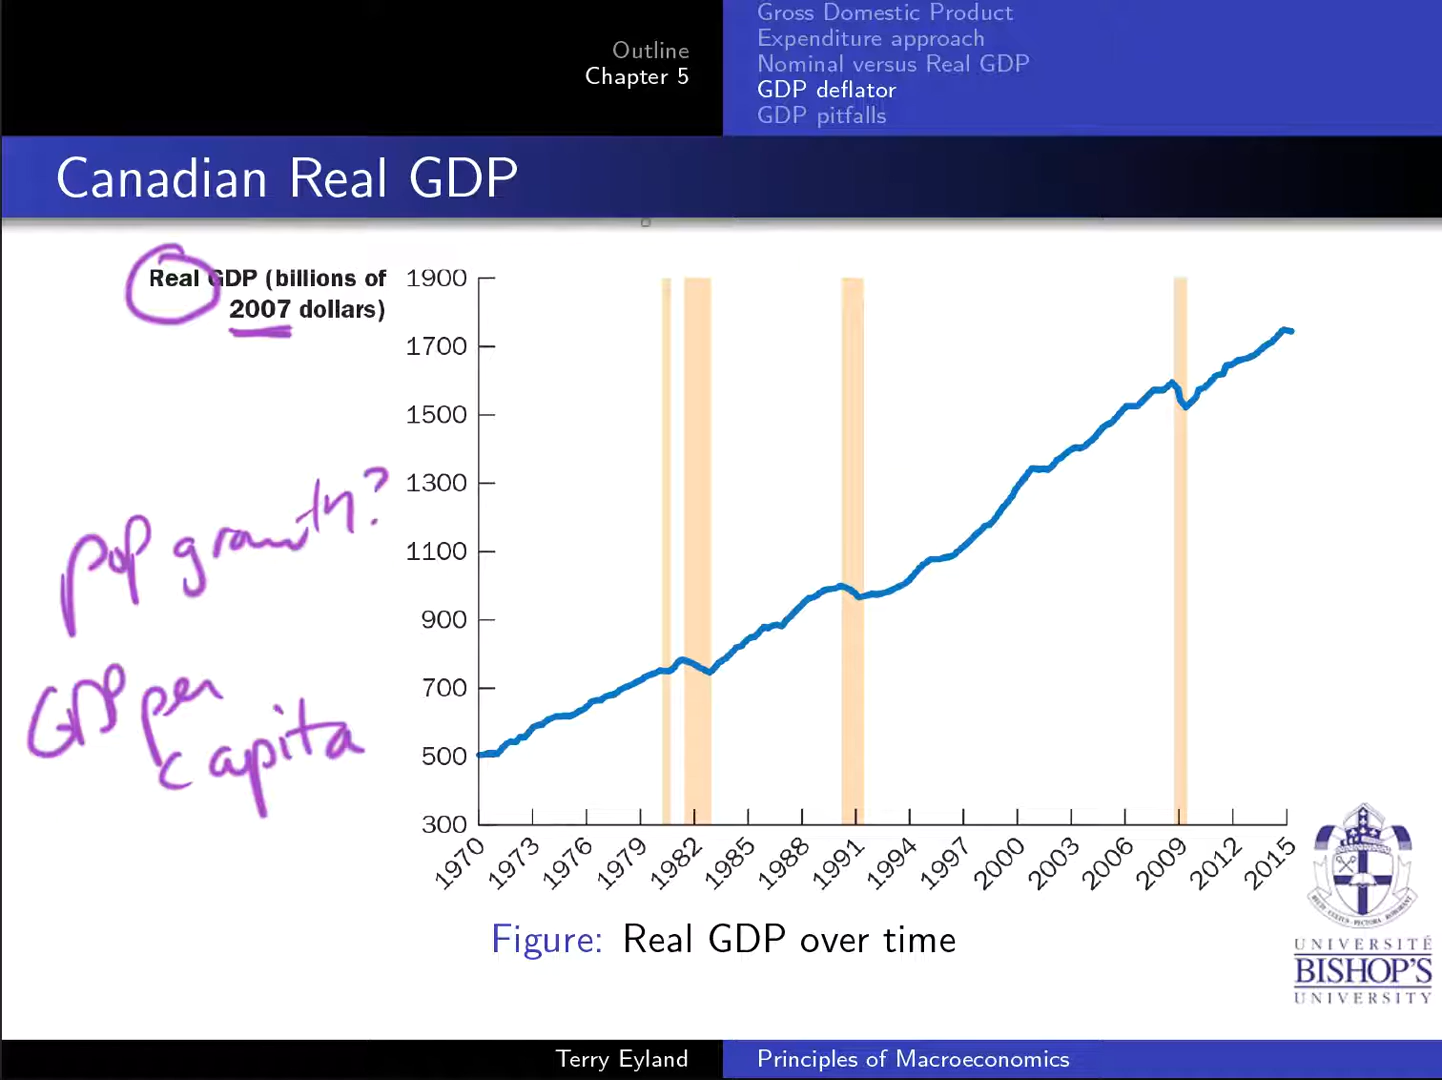 Outline
Chapter 5
Gross Domestic Product
Expenditure approach
Nominal versus Real GDP
GDP deflator
GDP pitfalls
Canadian Real GDP
Real GDP (billions of
2007 dollars)
1900
1700
1500
1300
1100
900
700
500
300
1970
1973
1976
1979
1982
1985
1988
1991
1994
1997
2000
2003
2006
2009
2012
2015
pop growth?
GDP per
capita
Figure: Real GDP over time
UNIVERSITÉ
BISHOP'S
UNIVERSITY
Terry Eyland
Principles of Macroeconomics